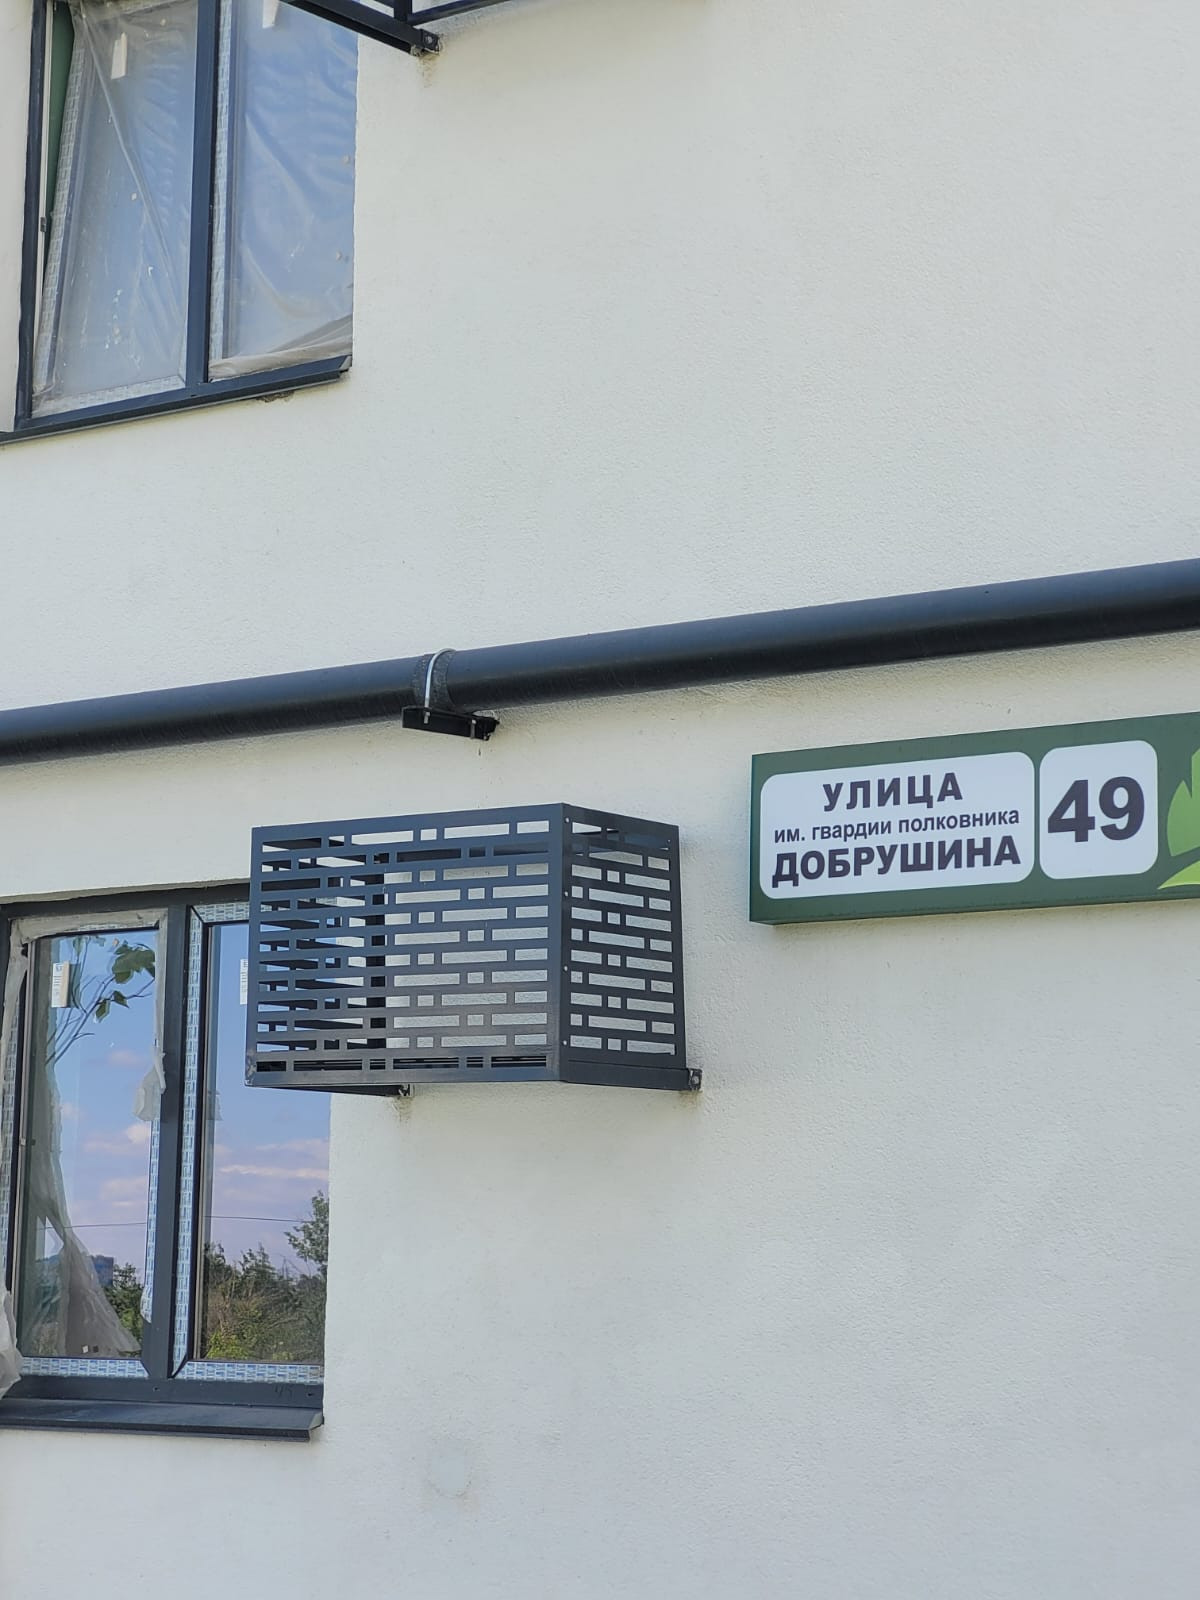 УЛИЦА
им. гвардии полковника
ДОБРУШИНА
49